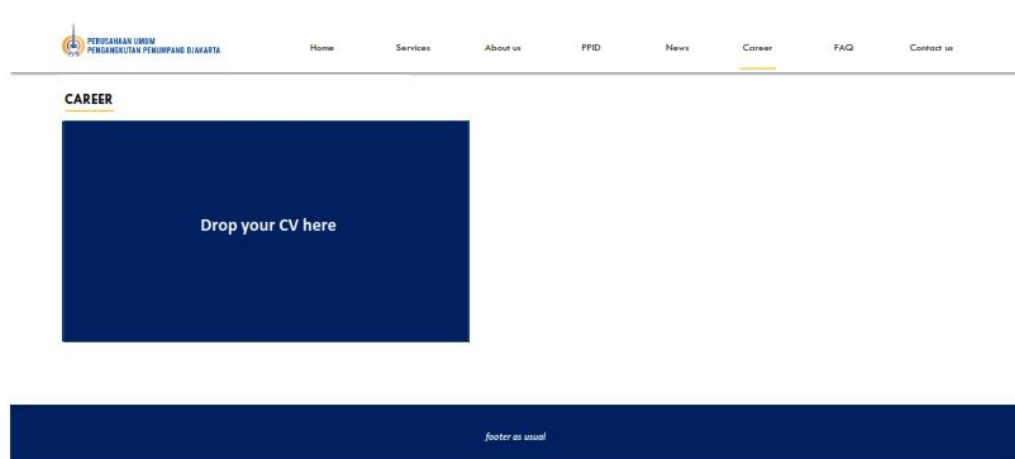 PERUSAHAAN UMUM
PENGANGKUTAN PENUMPANG DJAKARTA
Home Services About us PPID News Career FAQ Contact us
CAREER
Drop your CV here
footer as usual